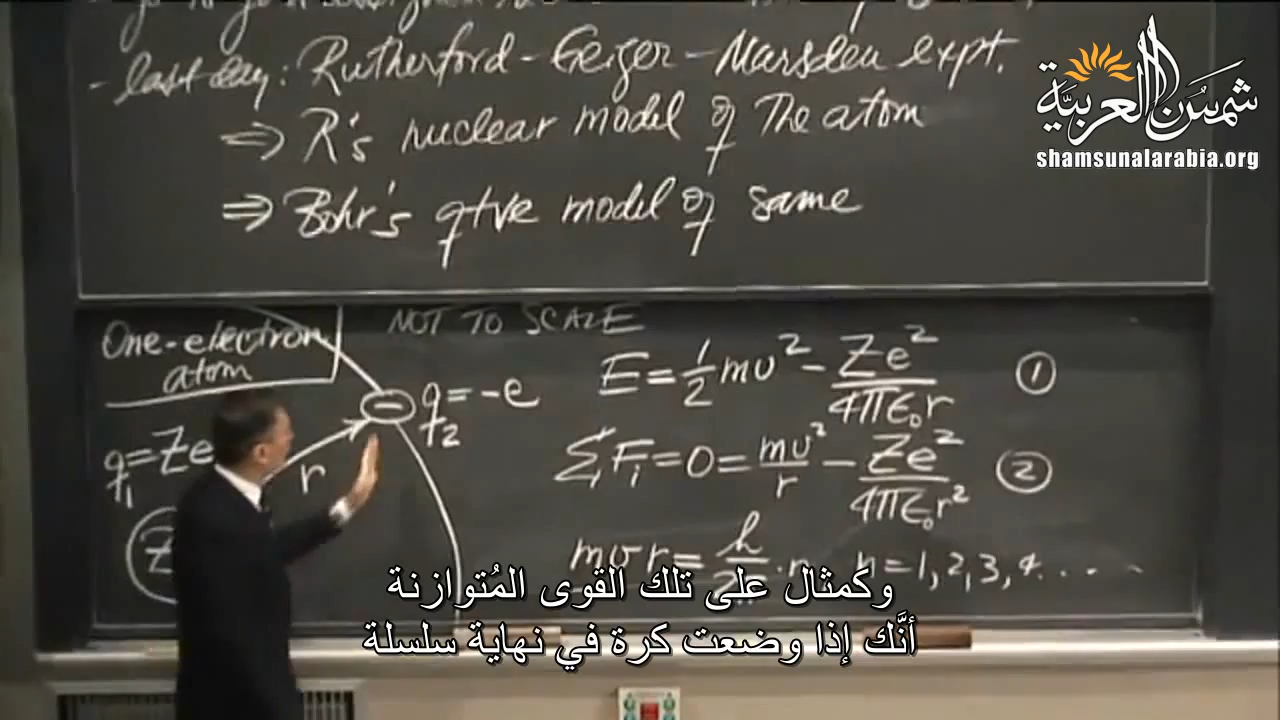 - last day: Rutherford-Geiger-Marsden expt.
⇒ R's nuclear model of the atom
⇒ Bohr's qtve model of same
شمسُ العربية
shamsunalarabia.org
One-electron atom
NOT TO SCALE
q₁=Ze
r
q₂=-e
E = ½mv² - Ze²/4πε₀r ①
ΣFᵢ = 0 = mv²/r - Ze²/4πε₀r² ②
mvr = h/2π · n n = 1, 2, 3, 4 . . . .
وكمثال على تلك القوى المُتوازنة
أنَّك إذا وضعت كرة في نهاية سلسلة